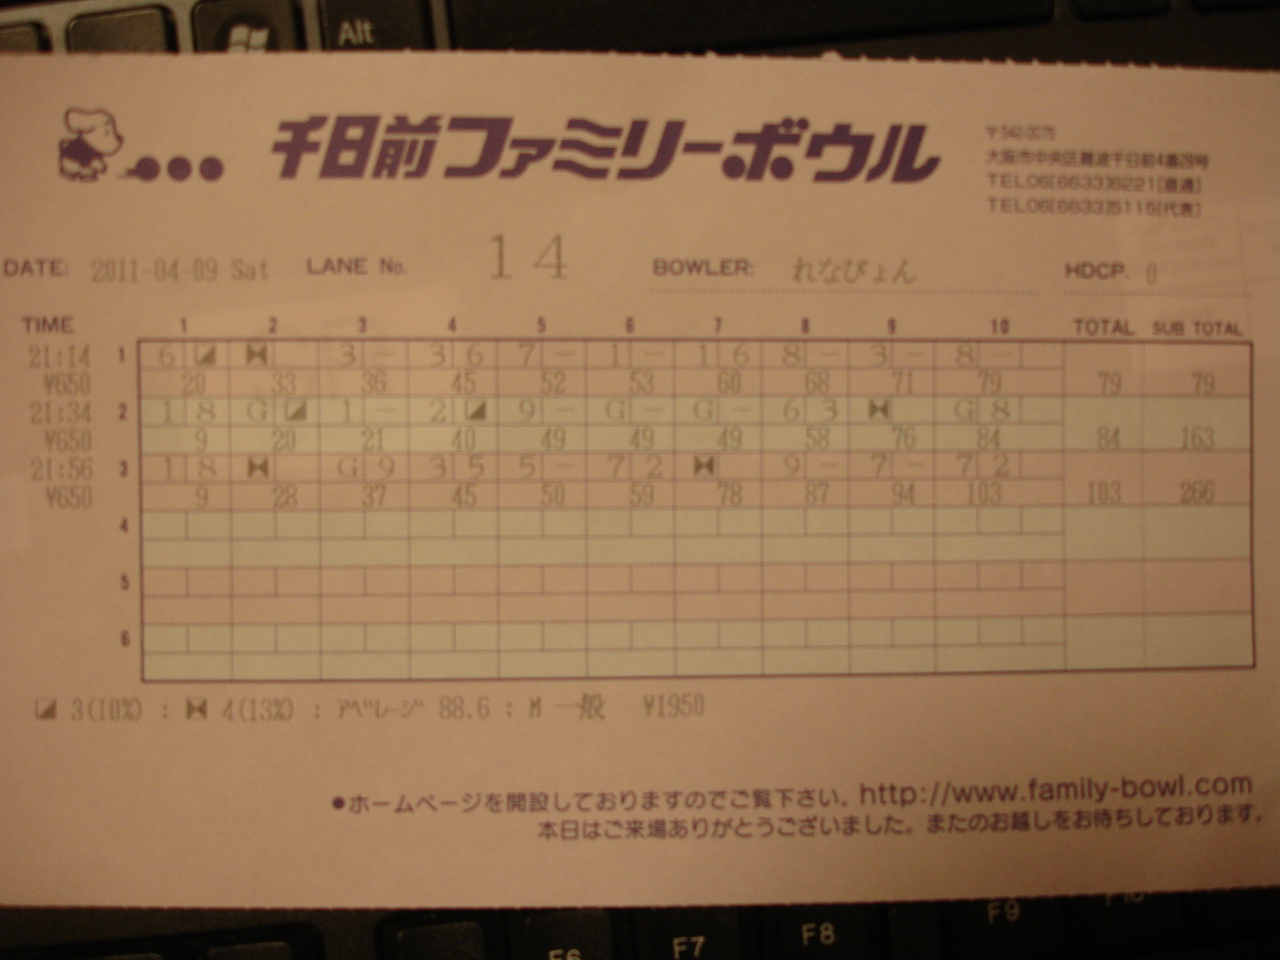 Alt
千日前ファミリーボウル
〒542-0075
大阪市中央区難波千日前4番28号
TEL06(6633)6221[直通]
TEL06(6633)5115[代表]
DATE: 2011-04-09 Sat LANE No. 14 BOWLER: れなぴょん HDCP. 0
TIME 1 2 3 4 5 6 7 8 9 10 TOTAL SUB TOTAL
21:14 1 6 ◪ ⧓ 3 - 3 6 7 - 1 - 1 6 8 - 3 - 8 -
¥650 20 33 36 45 52 53 60 68 71 79 79 79
21:34 2 1 8 G ◪ 1 - 2 ◪ 9 - G - G - 6 3 ⧓ G 8
¥650 9 20 21 40 49 49 49 58 76 84 84 163
21:56 3 1 8 ⧓ G 9 3 5 5 - 7 2 ⧓ 9 - 7 - 7 2
¥650 9 28 37 45 50 59 78 87 94 103 103 266
4
5
6
◪ 3(10%) : ⧓ 4(13%) : ｱﾍﾞﾚｰｼﾞ 88.6 : M 一般 ¥1950
●ホームページを開設しておりますのでご覧下さい。http://www.family-bowl.com
本日はご来場ありがとうございました。またのお越しをお待ちしております。
F6 F7 F8 F9